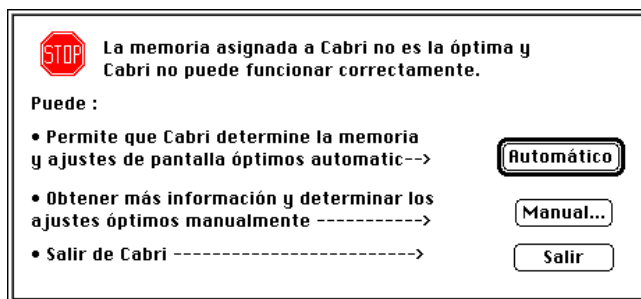 STOP
La memoria asignada a Cabri no es la óptima y
Cabri no puede funcionar correctamente.
Puede :
• Permite que Cabri determine la memoria
y ajustes de pantalla óptimos automatic-->
Automático
• Obtener más información y determinar los
ajustes óptimos manualmente ----------->
Manual...
• Salir de Cabri ------------------------->
Salir